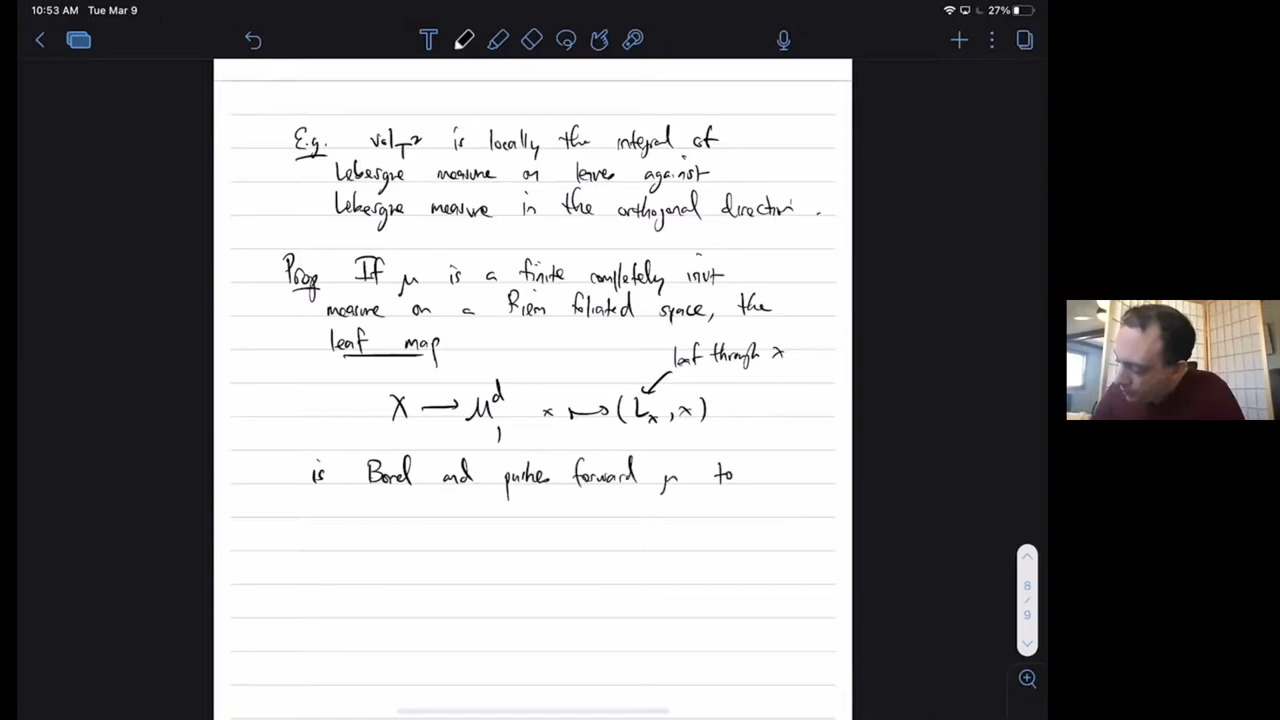 10:53 AM Tue Mar 9
27%
T
E.g. vol_T² is locally the integral of
Lebesgue measure on leaves against
Lebesgue measure in the orthogonal direction.
Prop If μ is a finite completely invt
measure on a Riem foliated space, the
leaf map
leaf through x
X → M^d, x ↦ (L_x, x)
is Borel and pushes forward μ to
8
/
9